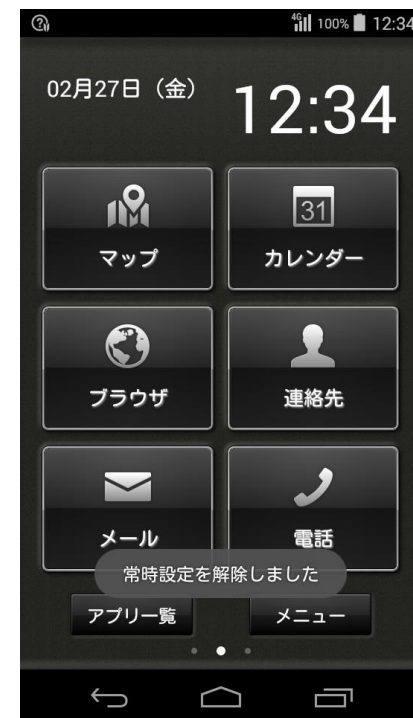 4G 100% 12:34
02月27日（金） 12:34
マップ
31
カレンダー
ブラウザ
連絡先
メール
電話
常時設定を解除しました
アプリ一覧
メニュー